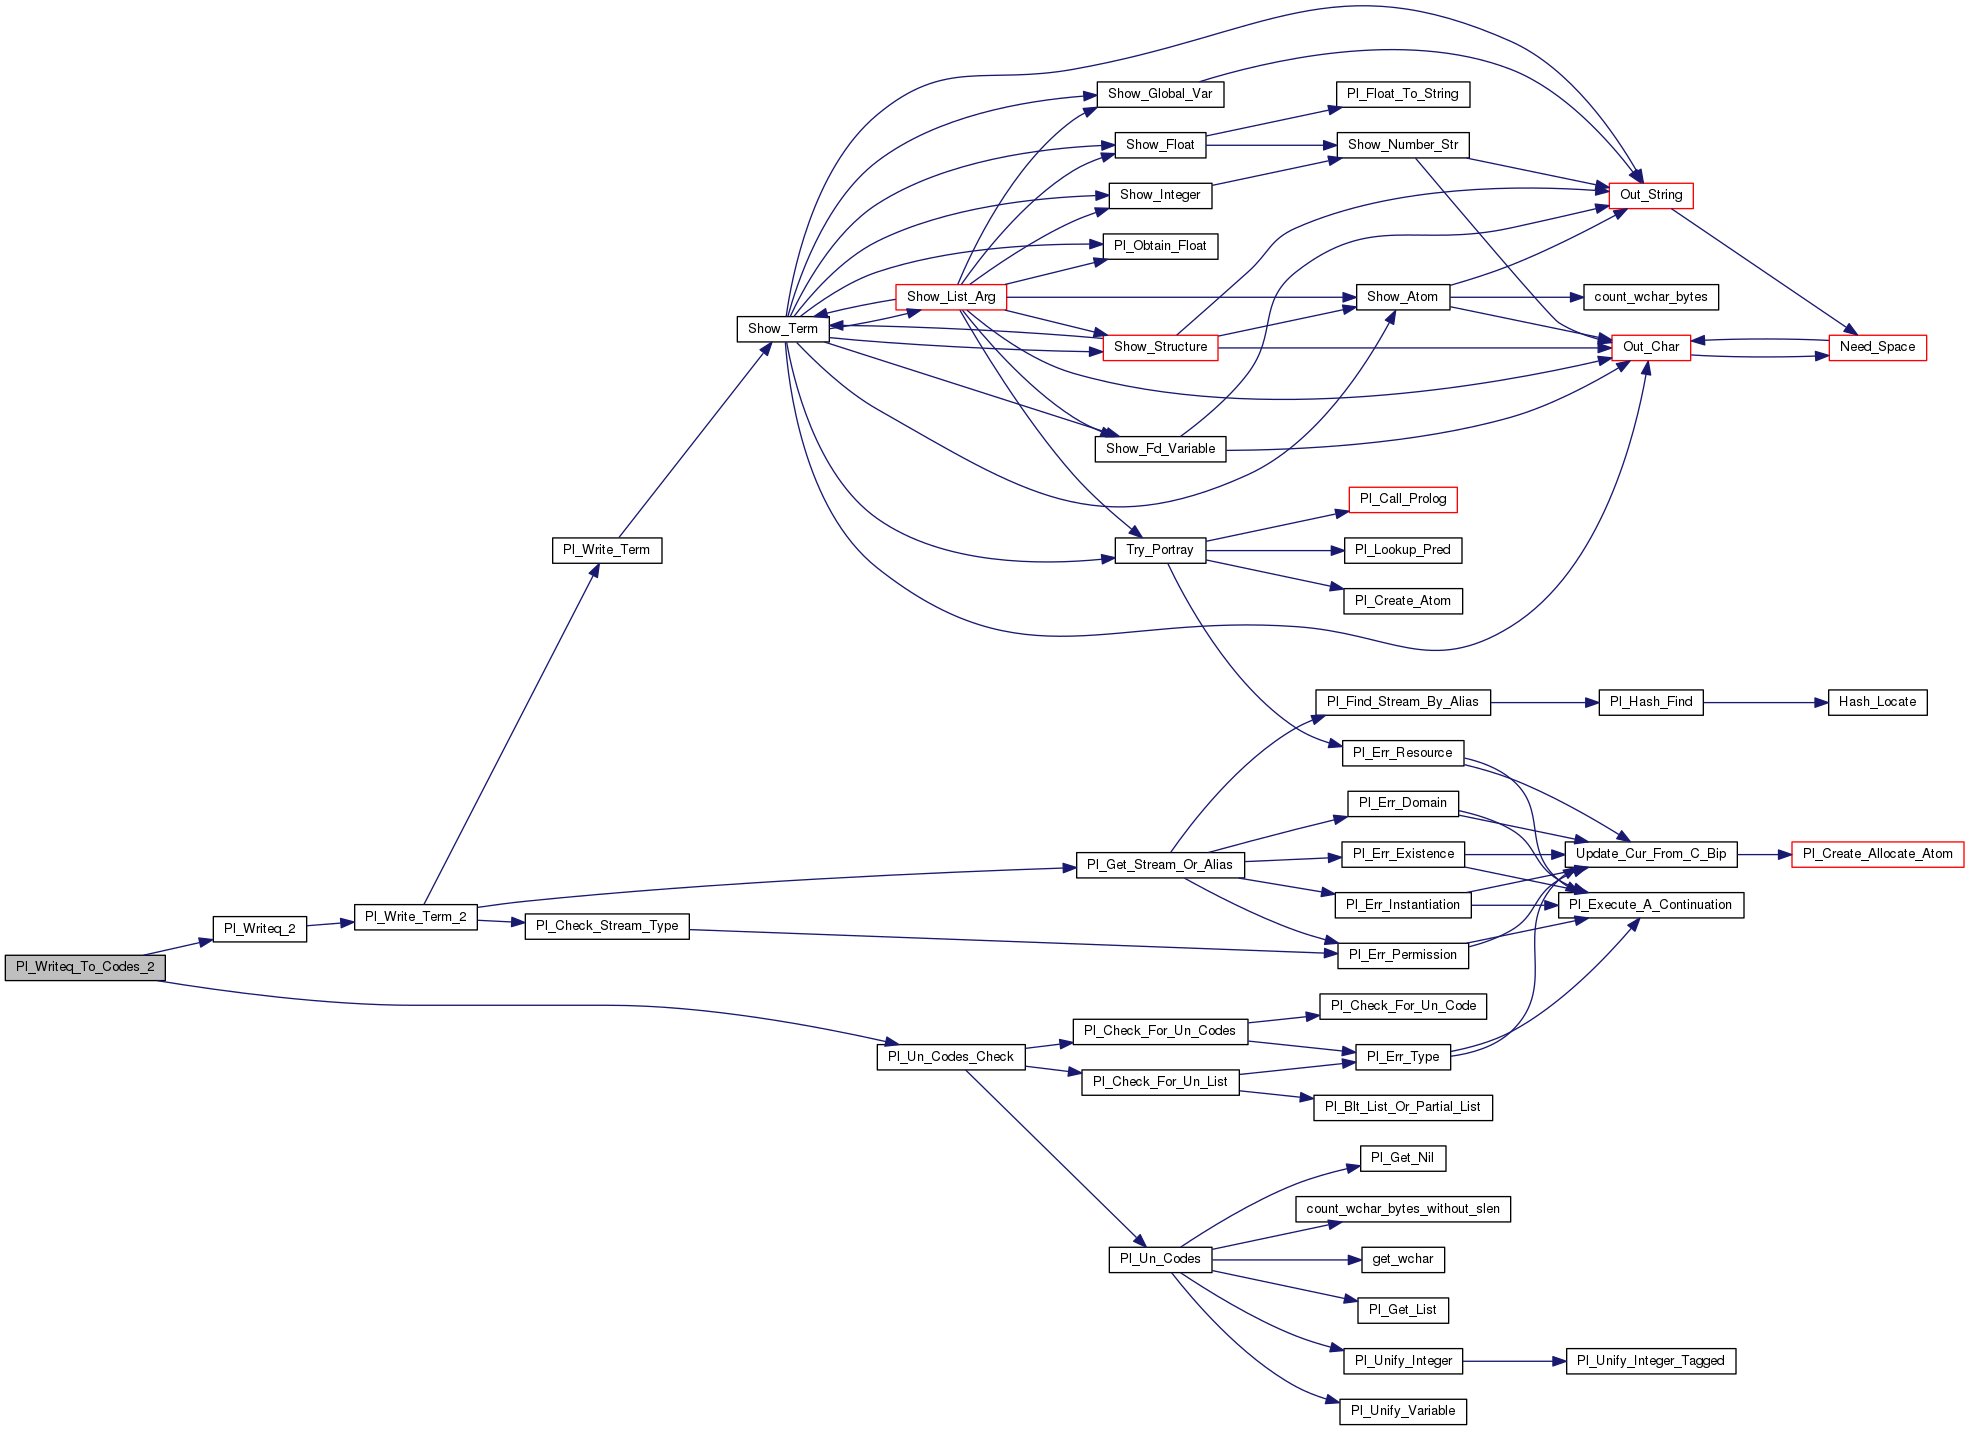 Show_Global_Var
Pl_Float_To_String
Show_Float
Show_Number_Str
Show_Integer
Out_String
Pl_Obtain_Float
Show_List_Arg
Show_Atom
count_wchar_bytes
Show_Term
Show_Structure
Out_Char
Need_Space
Show_Fd_Variable
Pl_Call_Prolog
Pl_Write_Term
Try_Portray
Pl_Lookup_Pred
Pl_Create_Atom
Pl_Find_Stream_By_Alias
Pl_Hash_Find
Hash_Locate
Pl_Err_Resource
Pl_Err_Domain
Pl_Get_Stream_Or_Alias
Pl_Err_Existence
Update_Cur_From_C_Bip
Pl_Create_Allocate_Atom
Pl_Err_Instantiation
Pl_Execute_A_Continuation
Pl_Writeq_2
Pl_Write_Term_2
Pl_Check_Stream_Type
Pl_Err_Permission
Pl_Writeq_To_Codes_2
Pl_Check_For_Un_Code
Pl_Check_For_Un_Codes
Pl_Un_Codes_Check
Pl_Err_Type
Pl_Check_For_Un_List
Pl_Blt_List_Or_Partial_List
Pl_Get_Nil
count_wchar_bytes_without_slen
Pl_Un_Codes
get_wchar
Pl_Get_List
Pl_Unify_Integer
Pl_Unify_Integer_Tagged
Pl_Unify_Variable